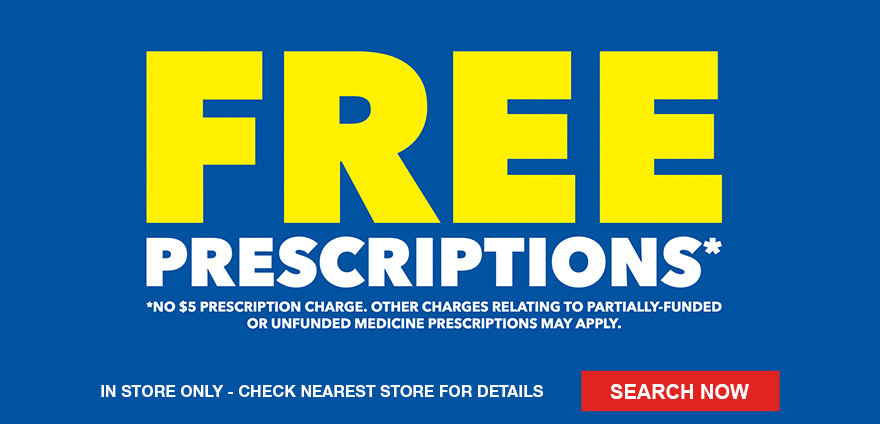 FREE
PRESCRIPTIONS*
*NO $5 PRESCRIPTION CHARGE. OTHER CHARGES RELATING TO PARTIALLY-FUNDED
OR UNFUNDED MEDICINE PRESCRIPTIONS MAY APPLY.
IN STORE ONLY - CHECK NEAREST STORE FOR DETAILS
SEARCH NOW